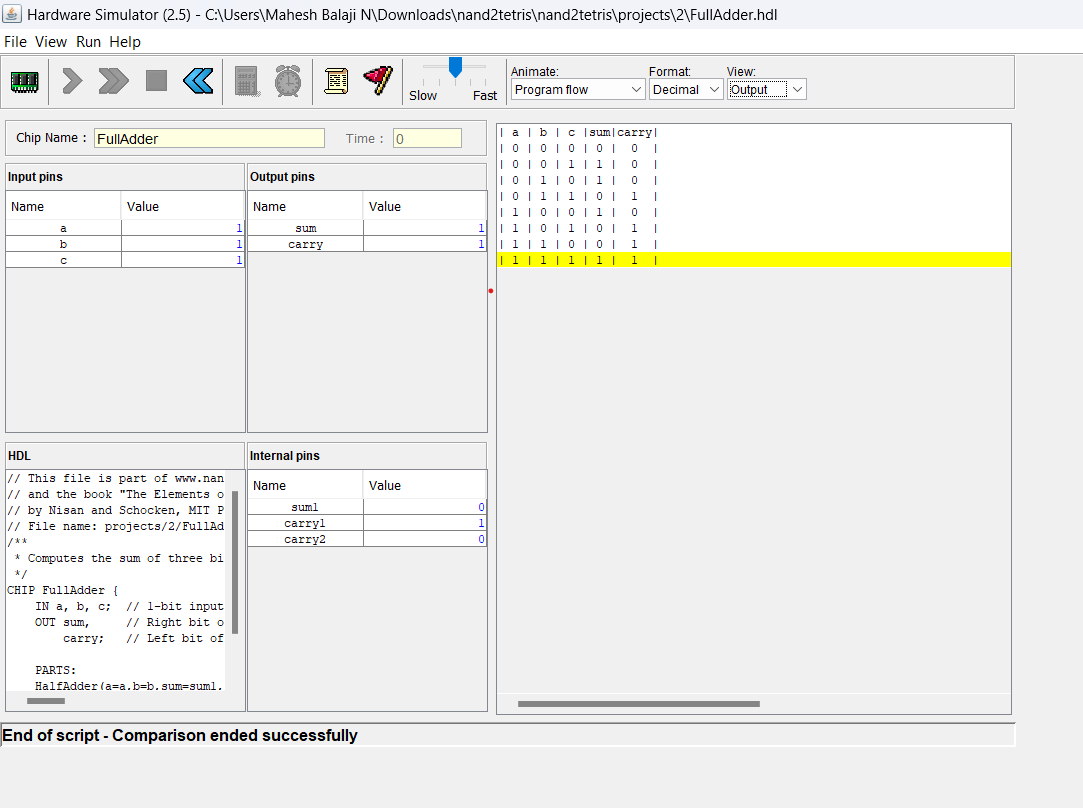 Hardware Simulator (2.5) - C:\Users\Mahesh Balaji N\Downloads\nand2tetris\nand2tetris\projects\2\FullAdder.hdl
File View Run Help
Slow Fast
Animate: Format: View:
Program flow Decimal Output
Chip Name : FullAdder Time : 0
Input pins
Name Value
a 1
b 1
c 1
Output pins
Name Value
sum 1
carry 1
| a | b | c |sum|carry|
| 0 | 0 | 0 | 0 | 0 |
| 0 | 0 | 1 | 1 | 0 |
| 0 | 1 | 0 | 1 | 0 |
| 0 | 1 | 1 | 0 | 1 |
| 1 | 0 | 0 | 1 | 0 |
| 1 | 0 | 1 | 0 | 1 |
| 1 | 1 | 0 | 0 | 1 |
| 1 | 1 | 1 | 1 | 1 |
HDL
// This file is part of www.nan
// and the book "The Elements o
// by Nisan and Schocken, MIT P
// File name: projects/2/FullAd
/**
* Computes the sum of three bi
*/
CHIP FullAdder {
IN a, b, c; // 1-bit input
OUT sum, // Right bit o
carry; // Left bit of
PARTS:
HalfAdder(a=a,b=b,sum=sum1,
Internal pins
Name Value
sum1 0
carry1 1
carry2 0
End of script - Comparison ended successfully